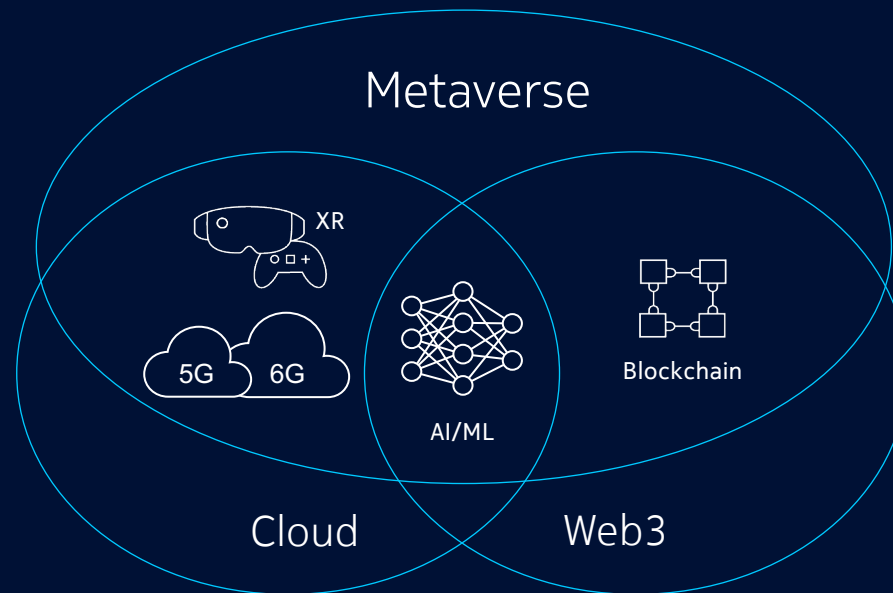 Metaverse
XR
5G
6G
AI/ML
Blockchain
Cloud
Web3